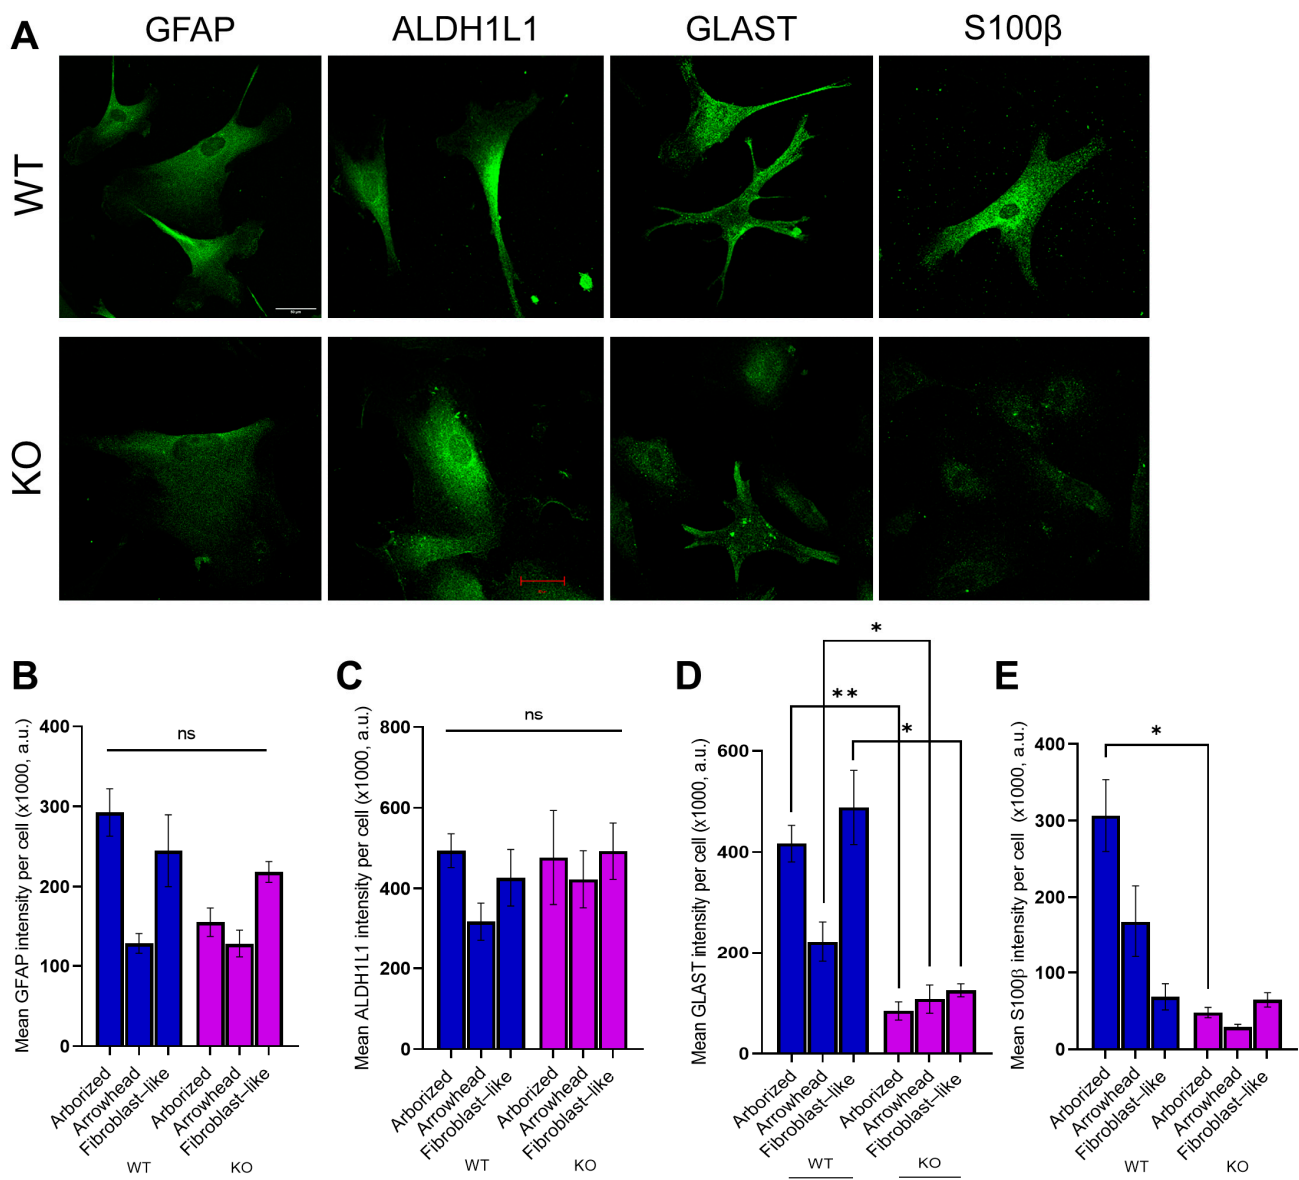 A
GFAP
ALDH1L1
GLAST
S100β
WT
50 μm
KO
B
Mean GFAP intensity per cell (x1000, a.u.)
400
300
200
100
0
ns
Arborized
Arrowhead
Fibroblast-like
Arborized
Arrowhead
Fibroblast-like
WT
KO
C
Mean ALDH1L1 intensity per cell (x1000, a.u.)
800
600
400
200
0
ns
Arborized
Arrowhead
Fibroblast-like
Arborized
Arrowhead
Fibroblast-like
WT
KO
D
Mean GLAST intensity per cell (x1000, a.u.)
600
400
200
0
*
**
*
Arborized
Arrowhead
Fibroblast-like
Arborized
Arrowhead
Fibroblast-like
WT
KO
E
Mean S100β intensity per cell (x1000, a.u.)
400
300
200
100
0
*
Arborized
Arrowhead
Fibroblast-like
Arborized
Arrowhead
Fibroblast-like
WT
KO